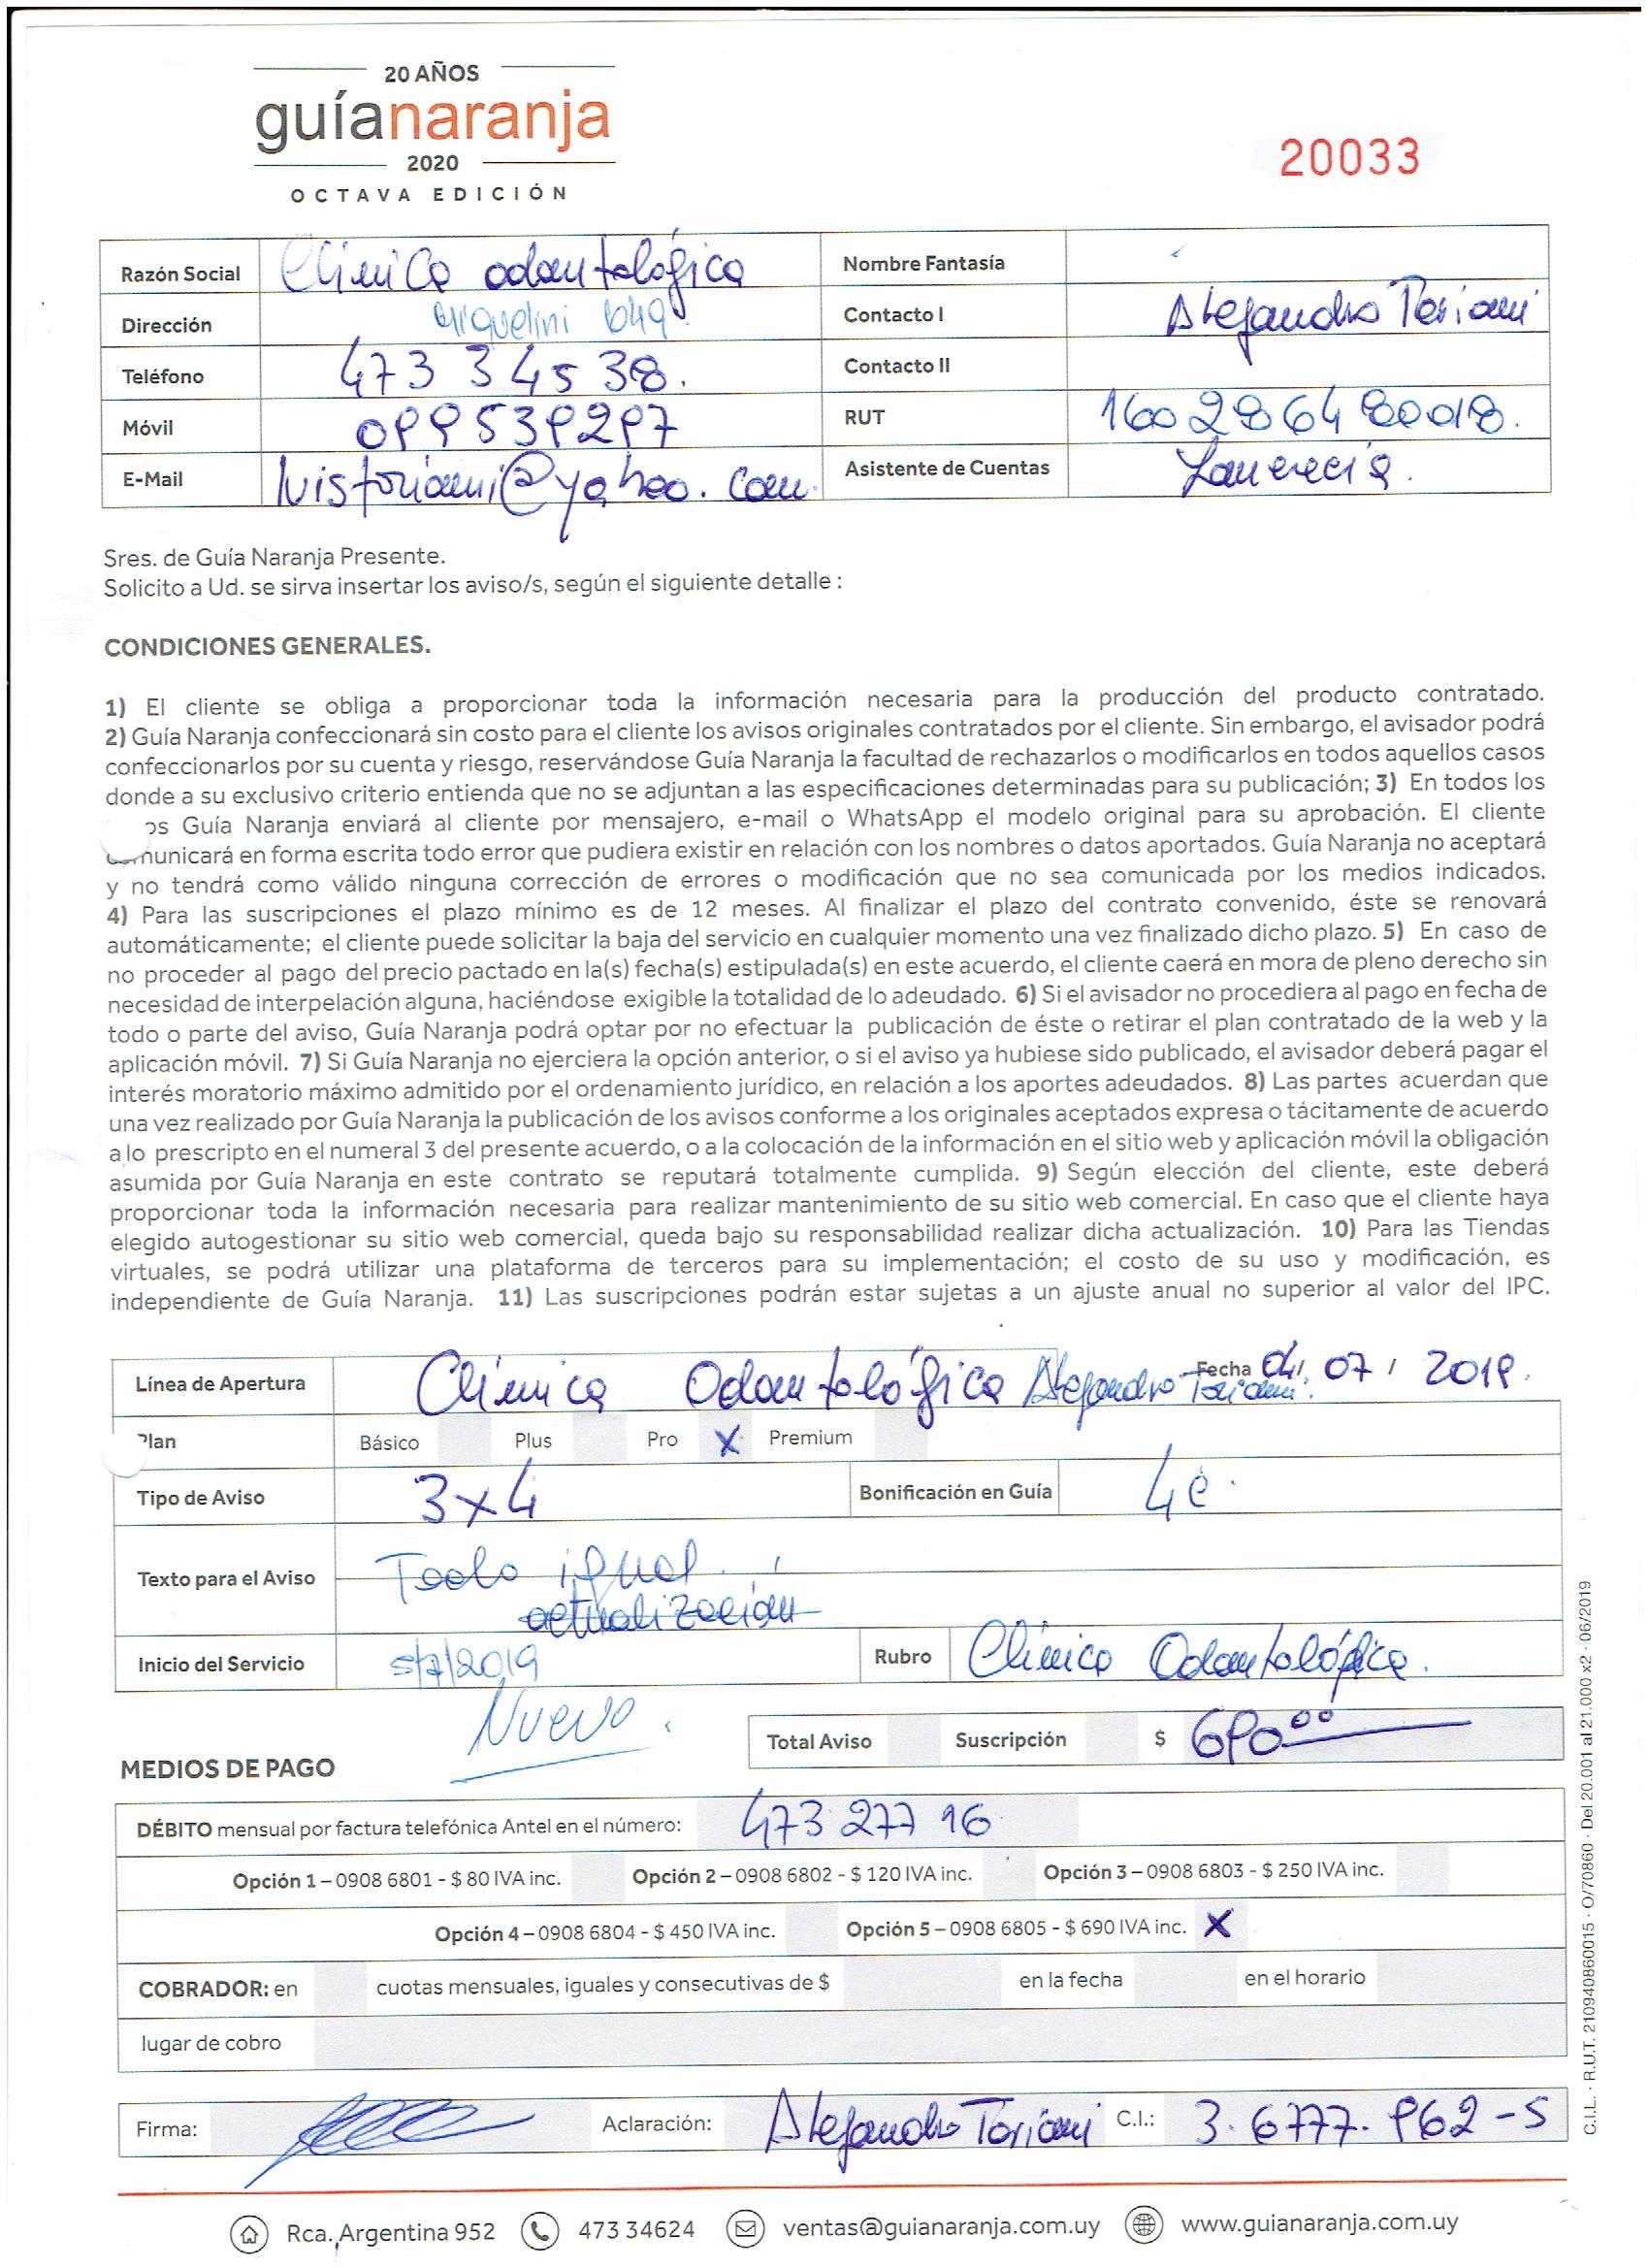 20 AÑOS
guíanaranja
2020
OCTAVA EDICIÓN
20033
Razón Social Clinica odontológica Nombre Fantasía
Dirección 649 Contacto I Alejandro Toriani
Teléfono 473 34538. Contacto II
Móvil 099539297 RUT 160286480018.
E-Mail luistoriani@yahoo.com. Asistente de Cuentas
Sres. de Guía Naranja Presente.
Solicito a Ud. se sirva insertar los aviso/s, según el siguiente detalle :
CONDICIONES GENERALES.
1) El cliente se obliga a proporcionar toda la información necesaria para la producción del producto contratado.
2) Guía Naranja confeccionará sin costo para el cliente los avisos originales contratados por el cliente. Sin embargo, el avisador podrá
confeccionarlos por su cuenta y riesgo, reservándose Guía Naranja la facultad de rechazarlos o modificarlos en todos aquellos casos
donde a su exclusivo criterio entienda que no se adjuntan a las especificaciones determinadas para su publicación; 3) En todos los
os Guía Naranja enviará al cliente por mensajero, e-mail o WhatsApp el modelo original para su aprobación. El cliente
comunicará en forma escrita todo error que pudiera existir en relación con los nombres o datos aportados. Guía Naranja no aceptará
y no tendrá como válido ninguna corrección de errores o modificación que no sea comunicada por los medios indicados.
4) Para las suscripciones el plazo mínimo es de 12 meses. Al finalizar el plazo del contrato convenido, éste se renovará
automáticamente; el cliente puede solicitar la baja del servicio en cualquier momento una vez finalizado dicho plazo. 5) En caso de
no proceder al pago del precio pactado en la(s) fecha(s) estipulada(s) en este acuerdo, el cliente caerá en mora de pleno derecho sin
necesidad de interpelación alguna, haciéndose exigible la totalidad de lo adeudado. 6) Si el avisador no procediera al pago en fecha de
todo o parte del aviso, Guía Naranja podrá optar por no efectuar la publicación de éste o retirar el plan contratado de la web y la
aplicación móvil. 7) Si Guía Naranja no ejerciera la opción anterior, o si el aviso ya hubiese sido publicado, el avisador deberá pagar el
interés moratorio máximo admitido por el ordenamiento jurídico, en relación a los aportes adeudados. 8) Las partes acuerdan que
una vez realizado por Guía Naranja la publicación de los avisos conforme a los originales aceptados expresa o tácitamente de acuerdo
a lo prescripto en el numeral 3 del presente acuerdo, o a la colocación de la información en el sitio web y aplicación móvil la obligación
asumida por Guía Naranja en este contrato se reputará totalmente cumplida. 9) Según elección del cliente, este deberá
proporcionar toda la información necesaria para realizar mantenimiento de su sitio web comercial. En caso que el cliente haya
elegido autogestionar su sitio web comercial, queda bajo su responsabilidad realizar dicha actualización. 10) Para las Tiendas
virtuales, se podrá utilizar una plataforma de terceros para su implementación; el costo de su uso y modificación, es
independiente de Guía Naranja. 11) Las suscripciones podrán estar sujetas a un ajuste anual no superior al valor del IPC.
Línea de Apertura Clinica Odontológica Alejandro Toriani. Fecha 04/ 07 / 2019.
Plan Básico Plus Pro X Premium
Tipo de Aviso 3x4 Bonificación en Guía
Texto para el Aviso Todo igual.
actualización
Inicio del Servicio 5/7/2019 Rubro Clinica Odontológica.
Nuevo.
Total Aviso Suscripción $ 690 00
MEDIOS DE PAGO
DÉBITO mensual por factura telefónica Antel en el número: 473 277 16
Opción 1 – 0908 6801 - $ 80 IVA inc. Opción 2 – 0908 6802 - $ 120 IVA inc. Opción 3 – 0908 6803 - $ 250 IVA inc.
Opción 4 – 0908 6804 - $ 450 IVA inc. Opción 5 – 0908 6805 - $ 690 IVA inc. X
COBRADOR: en cuotas mensuales, iguales y consecutivas de $ en la fecha en el horario
lugar de cobro
Firma: Aclaración: Alejandro Toriani C.I.: 3.6777.962-5
Rca. Argentina 952 473 34624 ventas@guianaranja.com.uy www.guianaranja.com.uy
C.I.L. · R.U.T. 210940860015 · O/70860 · Del 20.001 al 21.000 x2 · 06/2019